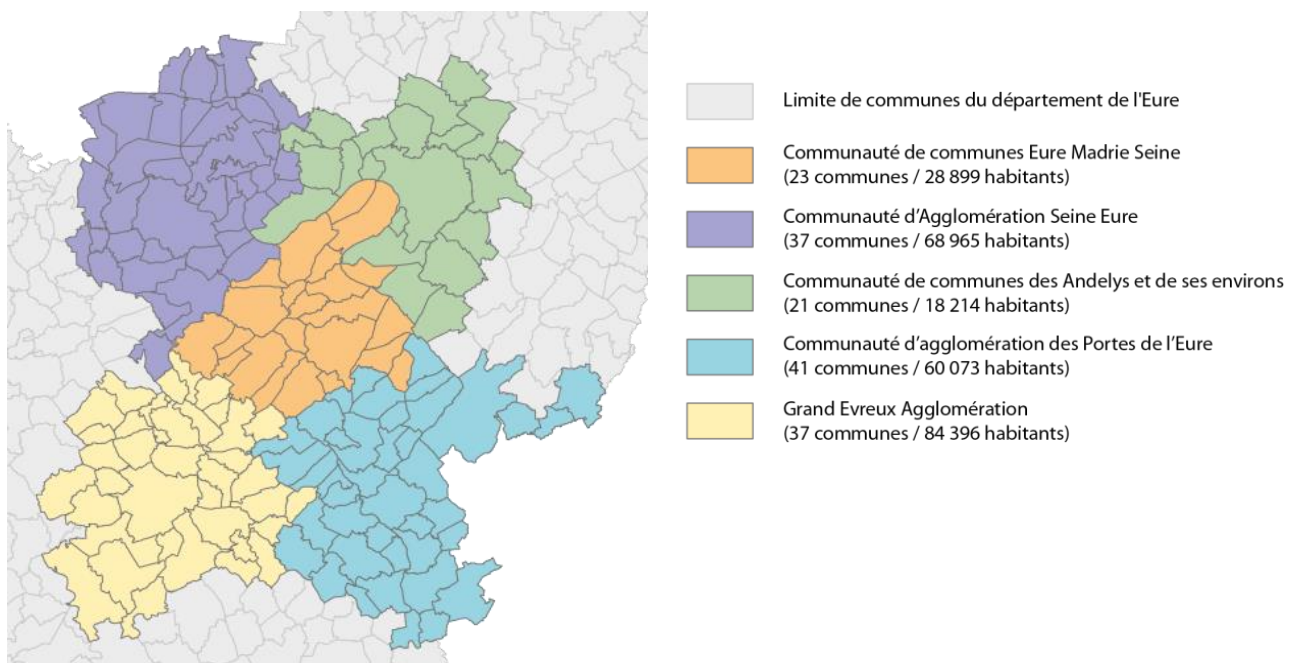 Limite de communes du département de l'Eure
Communauté de communes Eure Madrie Seine
(23 communes / 28 899 habitants)
Communauté d’Agglomération Seine Eure
(37 communes / 68 965 habitants)
Communauté de communes des Andelys et de ses environs
(21 communes / 18 214 habitants)
Communauté d’agglomération des Portes de l’Eure
(41 communes / 60 073 habitants)
Grand Evreux Agglomération
(37 communes / 84 396 habitants)